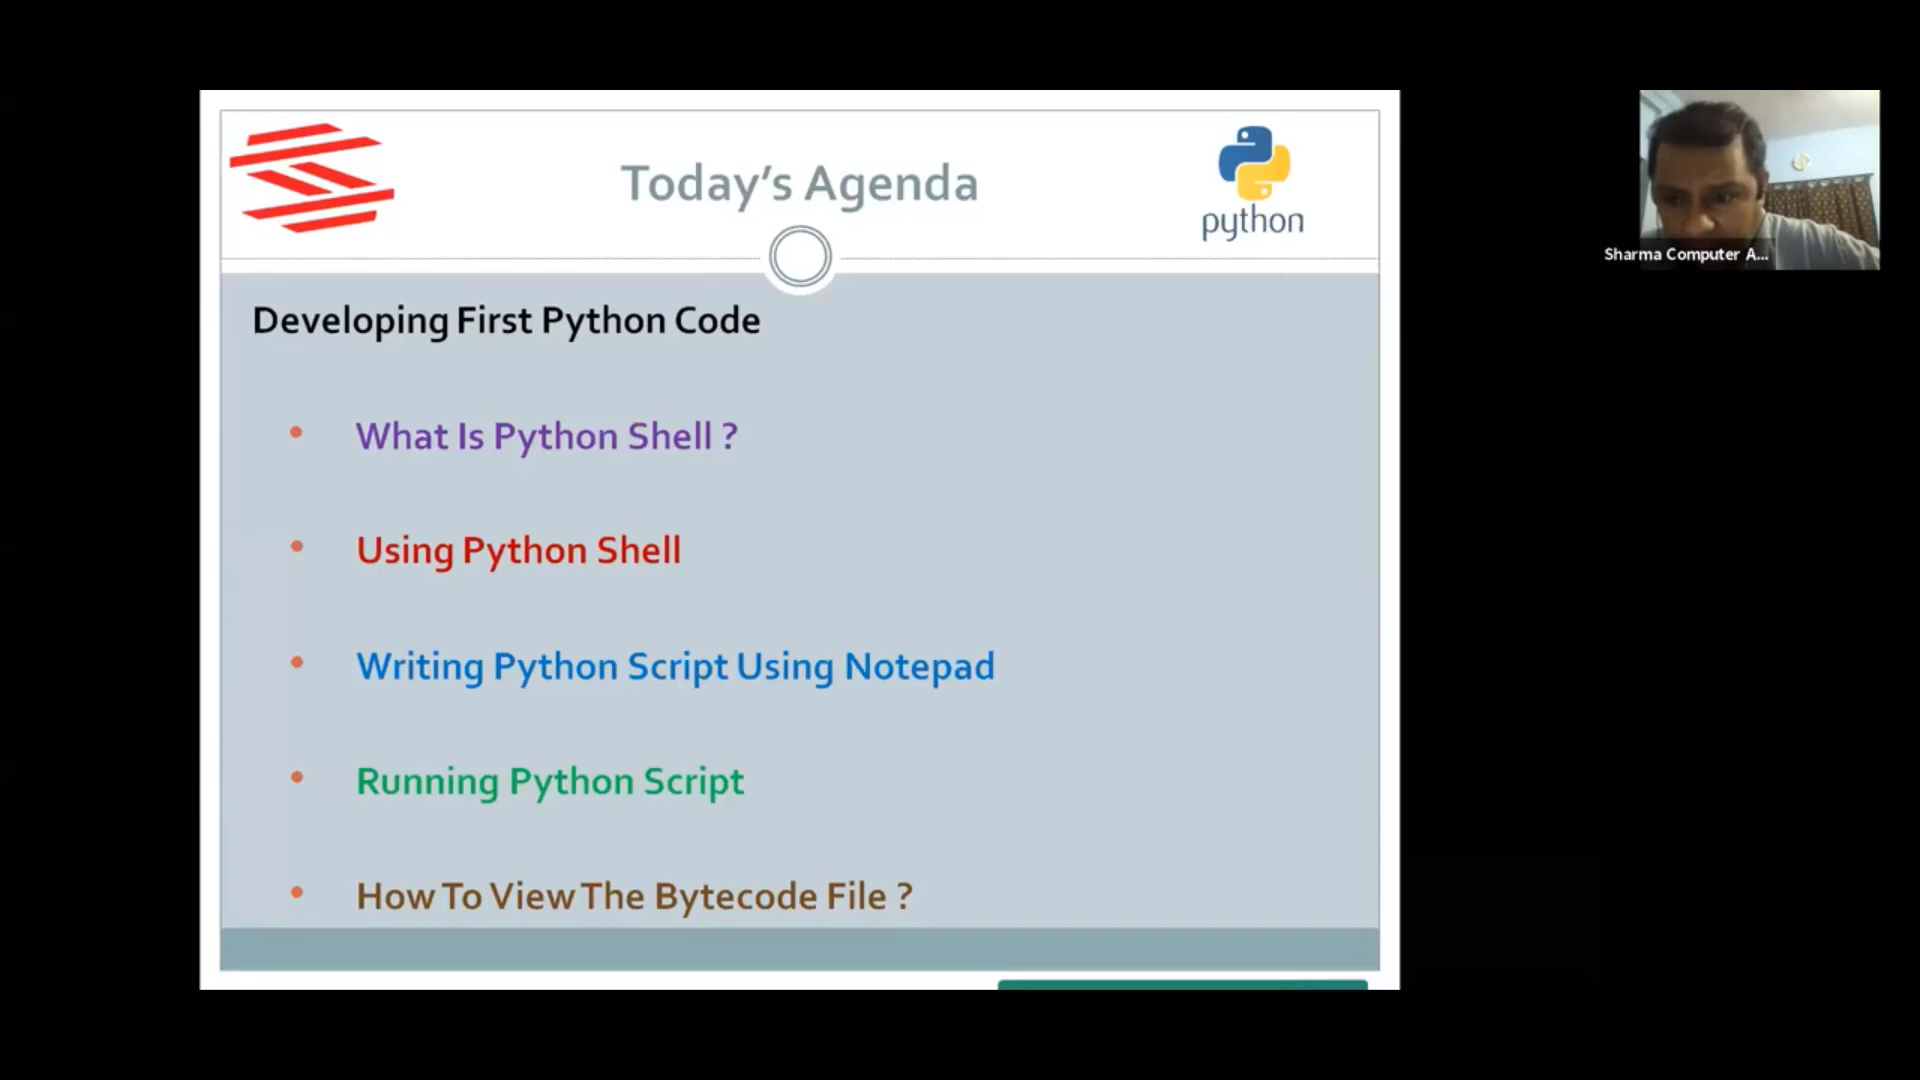 Today's Agenda
python
Developing First Python Code
• What Is Python Shell ?
• Using Python Shell
• Writing Python Script Using Notepad
• Running Python Script
• How To View The Bytecode File ?
Sharma Computer A...